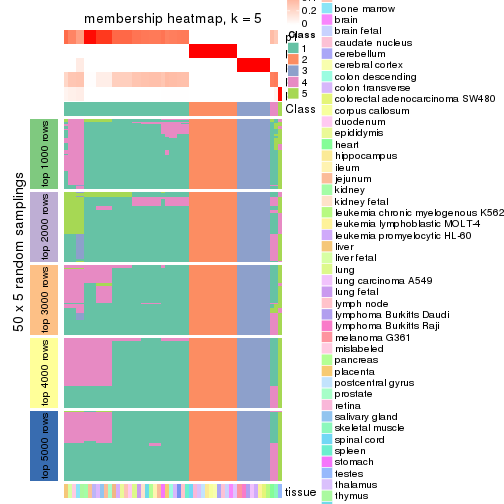 membership heatmap, k = 5
0.2
0
Class
1
2
3
4
5
Class
50 x 5 random samplings
top 1000 rows
top 2000 rows
top 3000 rows
top 4000 rows
top 5000 rows
tissue
bone marrow
brain
brain fetal
caudate nucleus
cerebellum
cerebral cortex
colon descending
colon transverse
colorectal adenocarcinoma SW480
corpus callosum
duodenum
epididymis
heart
hippocampus
ileum
jejunum
kidney
kidney fetal
leukemia chronic myelogenous K562
leukemia lymphoblastic MOLT-4
leukemia promyelocytic HL-60
liver
liver fetal
lung
lung carcinoma A549
lung fetal
lymph node
lymphoma Burkitts Daudi
lymphoma Burkitts Raji
melanoma G361
mislabeled
pancreas
placenta
postcentral gyrus
prostate
retina
salivary gland
skeletal muscle
spinal cord
spleen
stomach
testes
thalamus
thymus